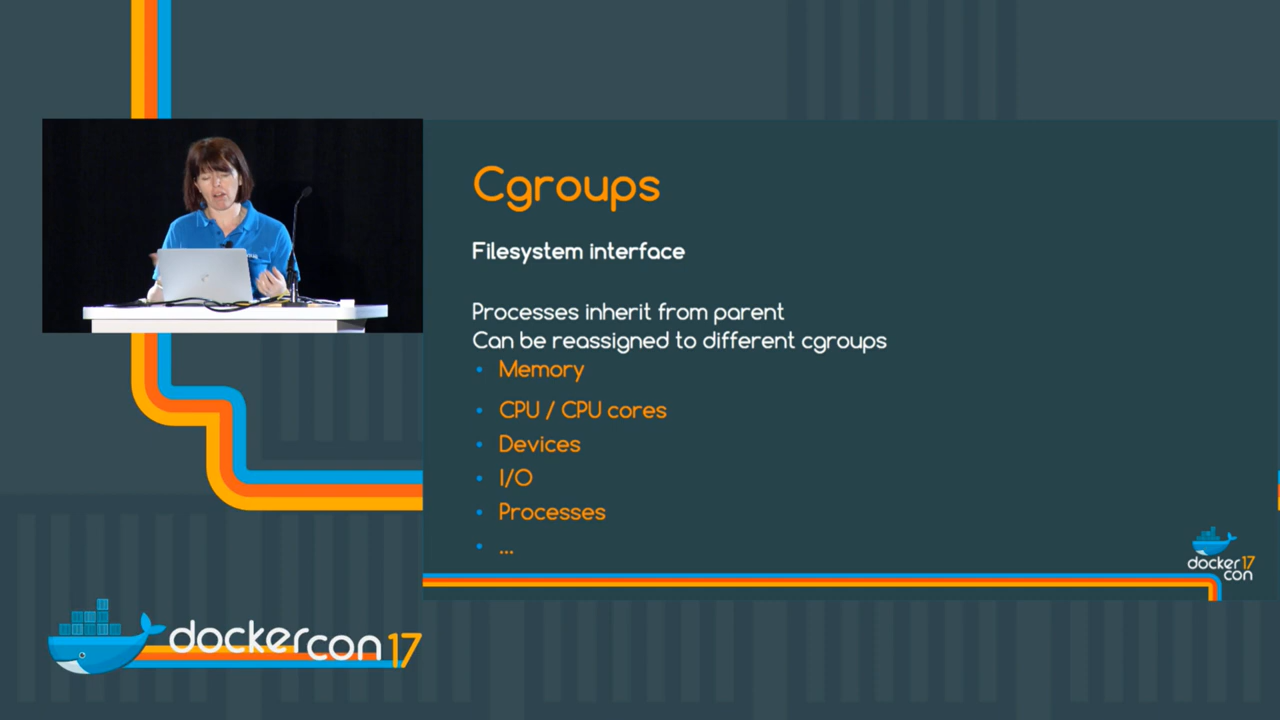 Cgroups
Filesystem interface
Processes inherit from parent
Can be reassigned to different cgroups
• Memory
• CPU / CPU cores
• Devices
• I/O
• Processes
• ...
docker 17
con
dockercon 17